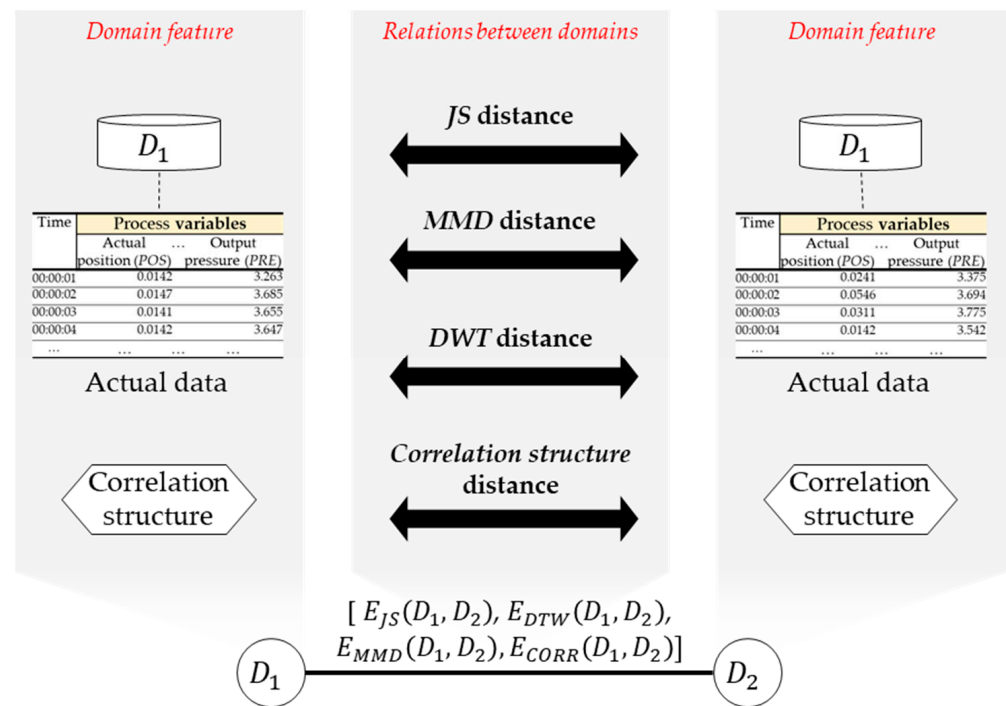 Domain feature
Relations between domains
Domain feature
D₁
JS distance
D₁
Time Process variables
Actual … Output
position (POS) pressure (PRE)
00:00:01 0.0142 3.263
00:00:02 0.0147 3.685
00:00:03 0.0141 3.655
00:00:04 0.0142 3.647
… … … …
Actual data
MMD distance
DWT distance
Time Process variables
Actual … Output
position (POS) pressure (PRE)
00:00:01 0.0241 3.375
00:00:02 0.0546 3.694
00:00:03 0.0311 3.775
00:00:04 0.0142 3.542
… … … …
Actual data
Correlation
structure
Correlation structure
distance
Correlation
structure
[ E_JS(D₁, D₂), E_DTW(D₁, D₂),
E_MMD(D₁, D₂), E_CORR(D₁, D₂)]
D₁
D₂